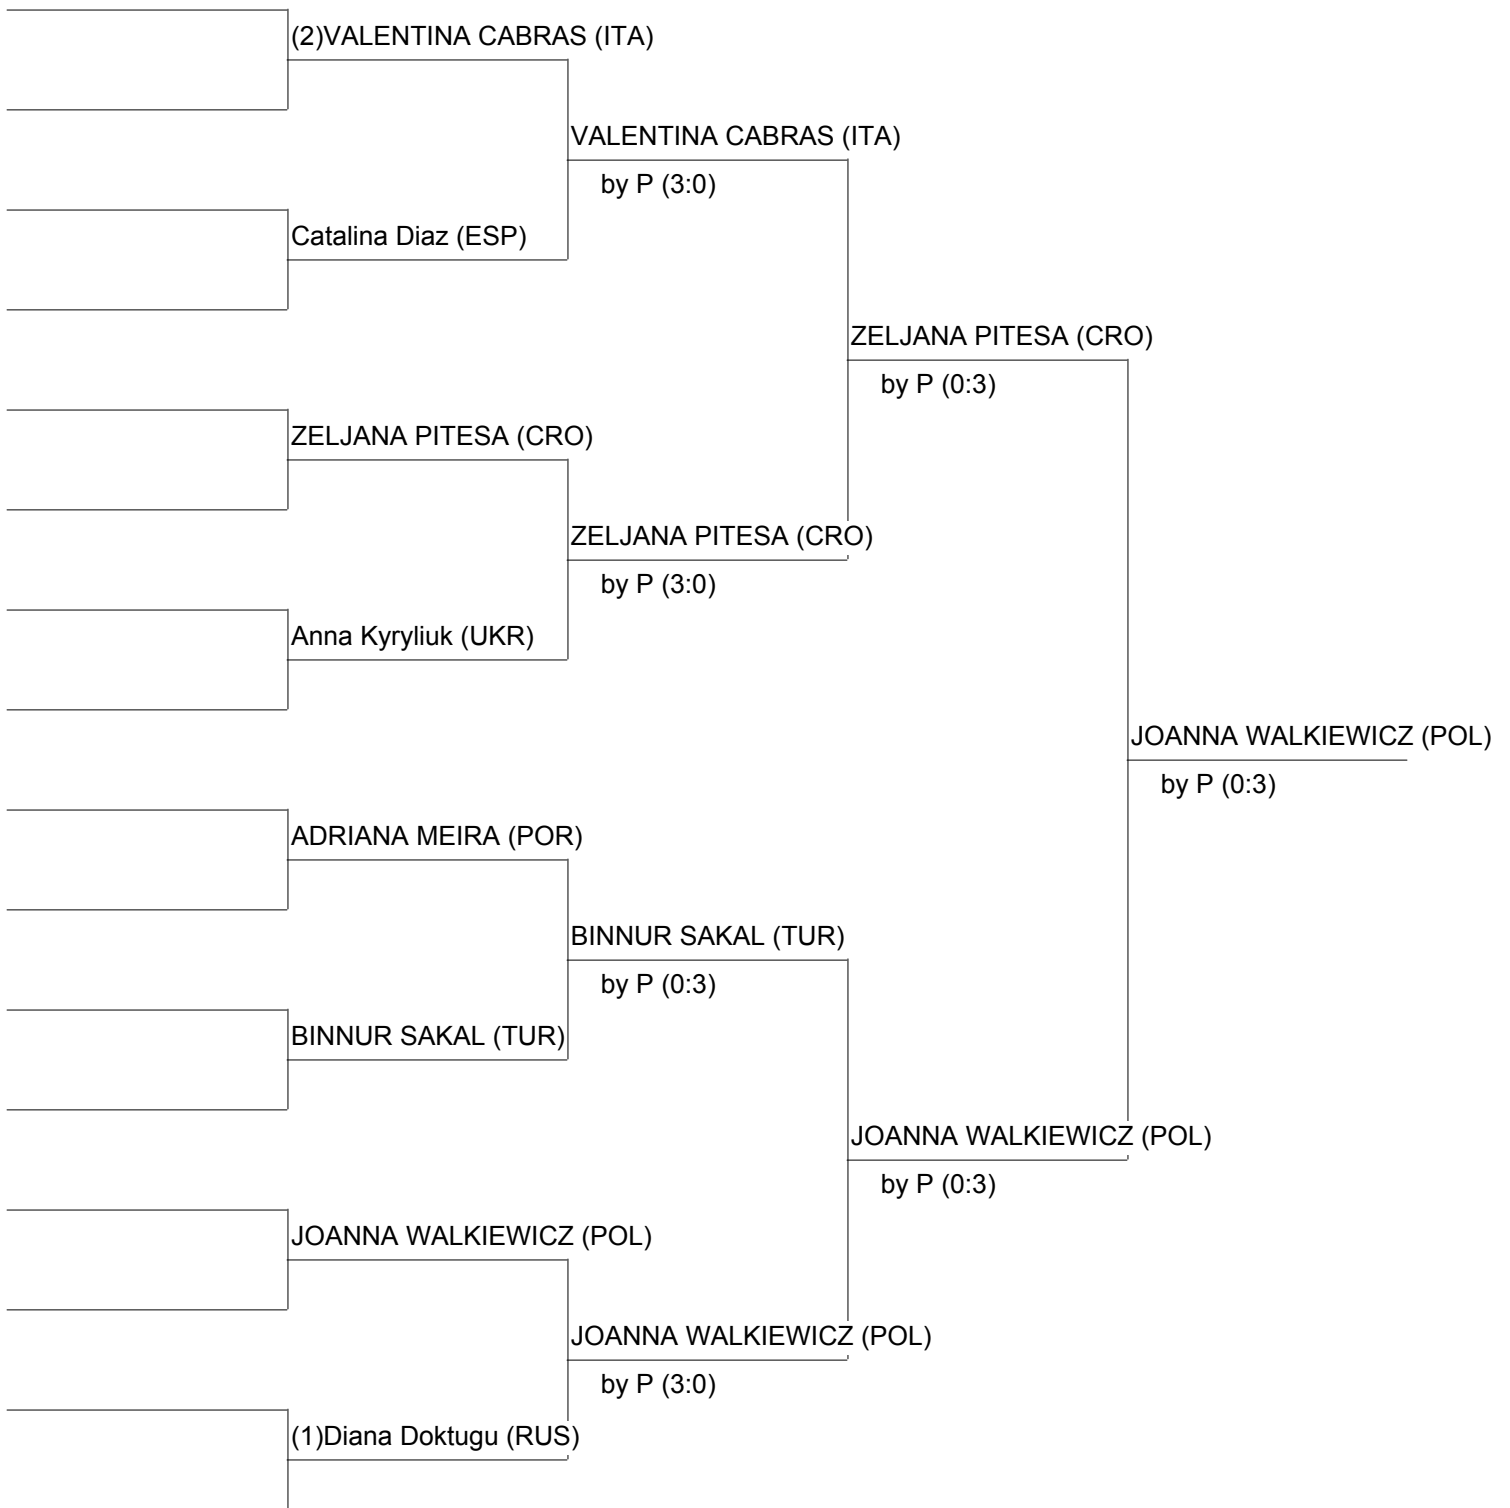 (2)VALENTINA CABRAS (ITA)
VALENTINA CABRAS (ITA)
by P (3:0)
Catalina Diaz (ESP)
ZELJANA PITESA (CRO)
by P (0:3)
ZELJANA PITESA (CRO)
ZELJANA PITESA (CRO)
by P (3:0)
Anna Kyryliuk (UKR)
JOANNA WALKIEWICZ (POL)
by P (0:3)
ADRIANA MEIRA (POR)
BINNUR SAKAL (TUR)
by P (0:3)
BINNUR SAKAL (TUR)
JOANNA WALKIEWICZ (POL)
by P (0:3)
JOANNA WALKIEWICZ (POL)
JOANNA WALKIEWICZ (POL)
by P (3:0)
(1)Diana Doktugu (RUS)